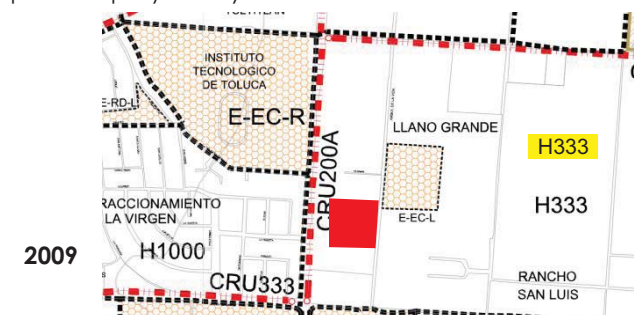 INSTITUTO
TECNOLOGICO
DE TOLUCA
E-EC-R
E-RD-L
CRU200A
LLANO GRANDE
H333
H333
E-EC-L
RACCIONAMIENTO
LA VIRGEN
H1000
2009
CRU333
RANCHO
SAN LUIS